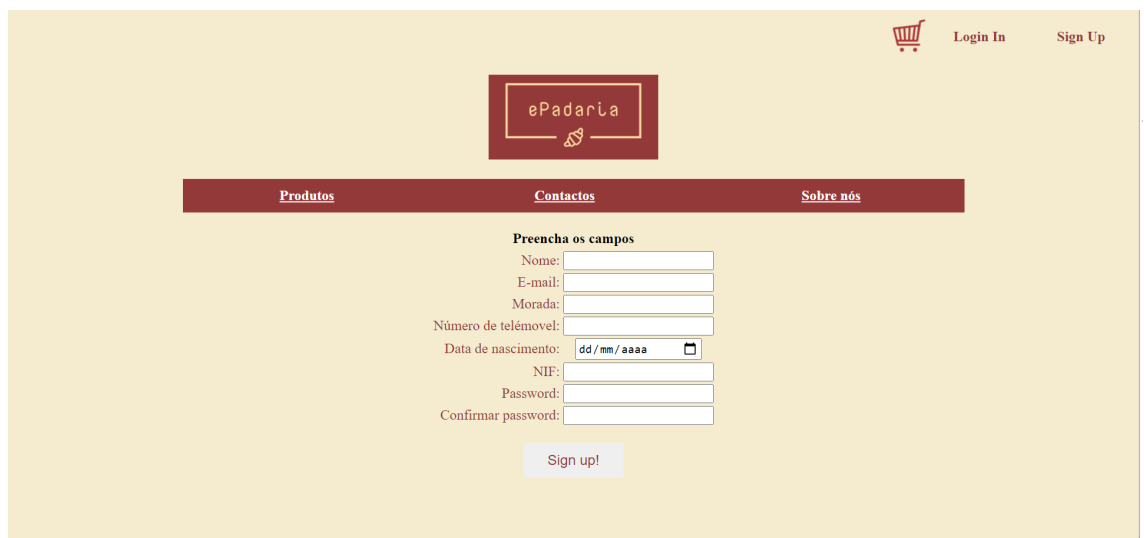 Login In Sign Up
ePadaria
Produtos Contactos Sobre nós
Preencha os campos
Nome:
E-mail:
Morada:
Número de telémovel:
Data de nascimento: dd/mm/aaaa
NIF:
Password:
Confirmar password:
Sign up!